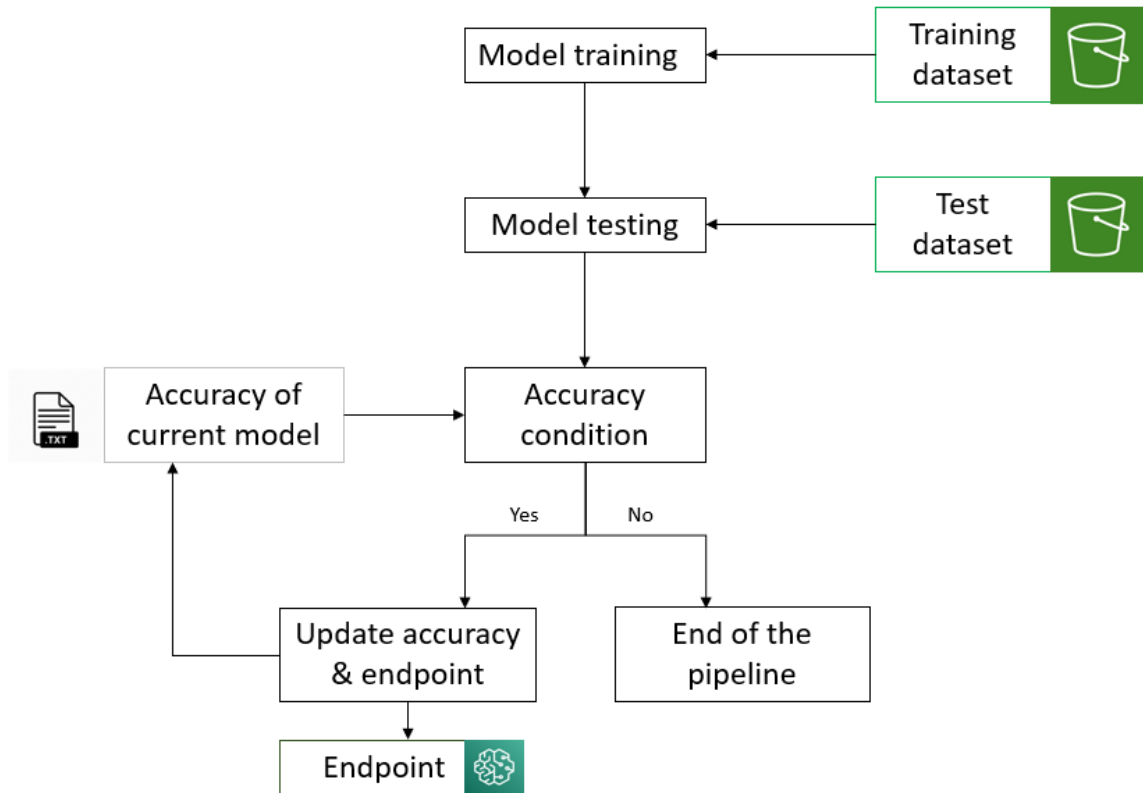 Model training
Training
dataset
Model testing
Test
dataset
.TXT
Accuracy of
current model
Accuracy
condition
Yes
No
Update accuracy
& endpoint
End of the
pipeline
Endpoint